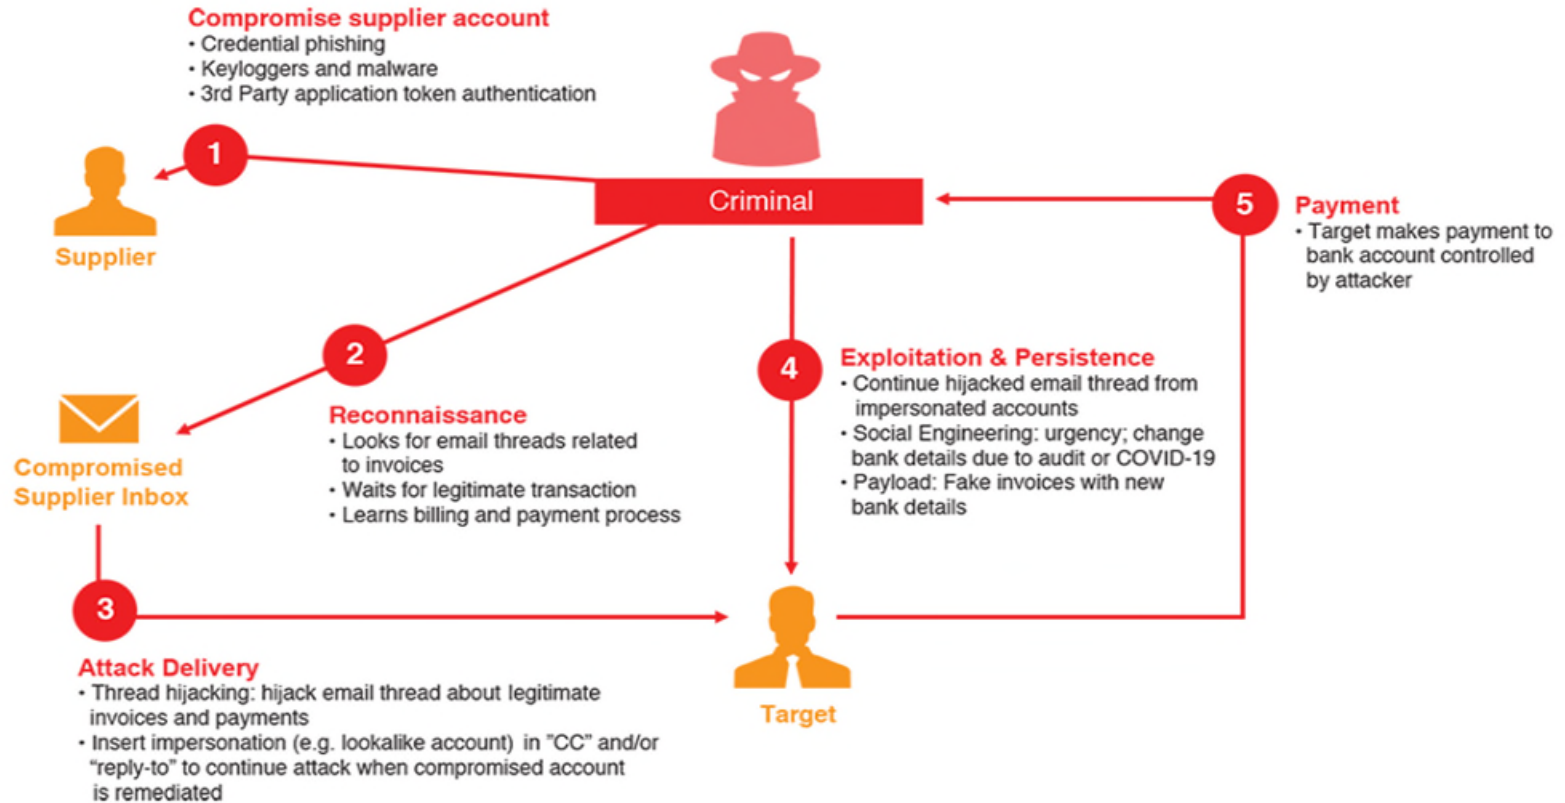 Compromise supplier account
• Credential phishing
• Keyloggers and malware
• 3rd Party application token authentication
1
Supplier
Criminal
5
Payment
• Target makes payment to
bank account controlled
by attacker
2
Reconnaissance
• Looks for email threads related
to invoices
• Waits for legitimate transaction
• Learns billing and payment process
Compromised
Supplier Inbox
4
Exploitation & Persistence
• Continue hijacked email thread from
impersonated accounts
• Social Engineering: urgency; change
bank details due to audit or COVID-19
• Payload: Fake invoices with new
bank details
3
Attack Delivery
• Thread hijacking: hijack email thread about legitimate
invoices and payments
• Insert impersonation (e.g. lookalike account) in "CC" and/or
“reply-to” to continue attack when compromised account
is remediated
Target